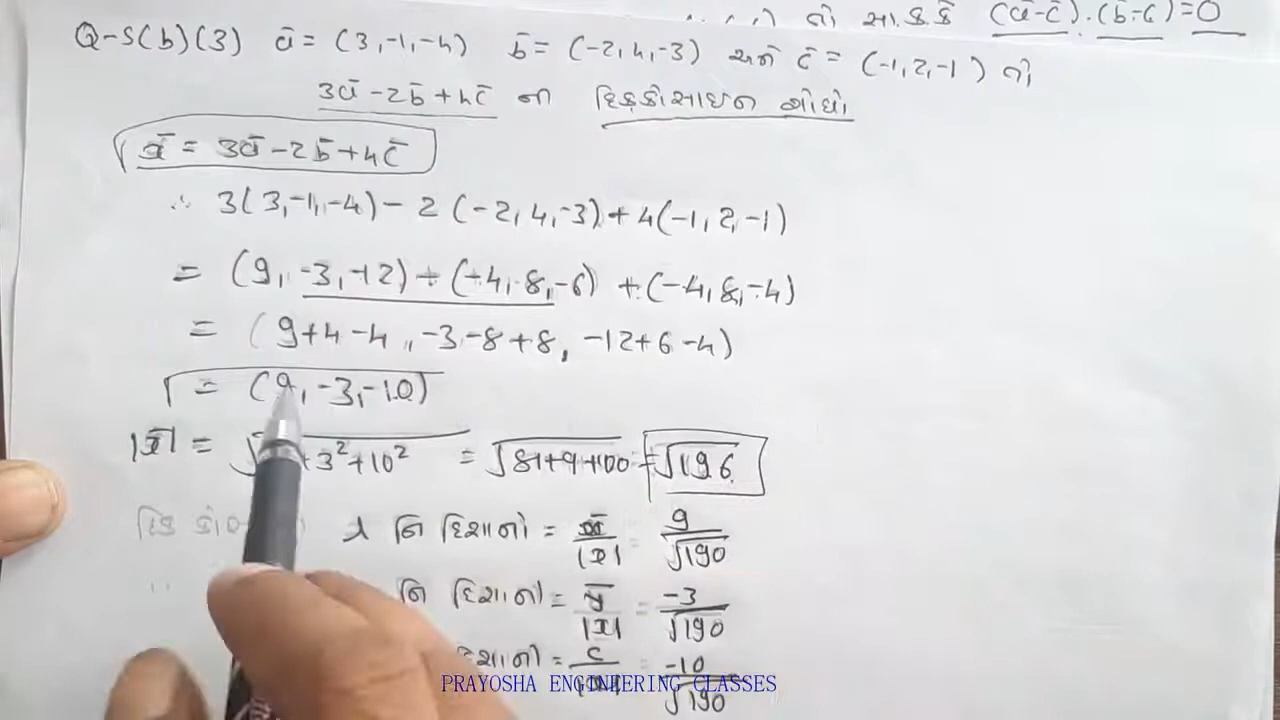 તો સા.ક.કે (ā-c̄).(b̄-c)=0
Q-5(b)(3) ā = (3,-1,-4) b̄ = (-2,4,-3) અને c̄ = (-1,2,-1) તો
3ā-2b̄+4c̄ ના દિક્કોસાઇન શોધો
x̄ = 3ā-2b̄+4c̄
∴ 3(3,-1,-4) - 2(-2,4,-3) + 4(-1,2,-1)
= (9,-3,-12) + (+4,-8,-6) + (-4,8,-4)
= (9+4-4, -3-8+8, -12+6-4)
= (9,-3,-10)
|x̄| = √ +3²+10² = √81+9+100 = √196
નિ દિશાનો = x̄/|x̄| = 9/√190
નિ દિશાનો = y/|x̄| = -3/√190
દિશાનો = c = -10/√190
PRAYOSHA ENGINEERING CLASSES